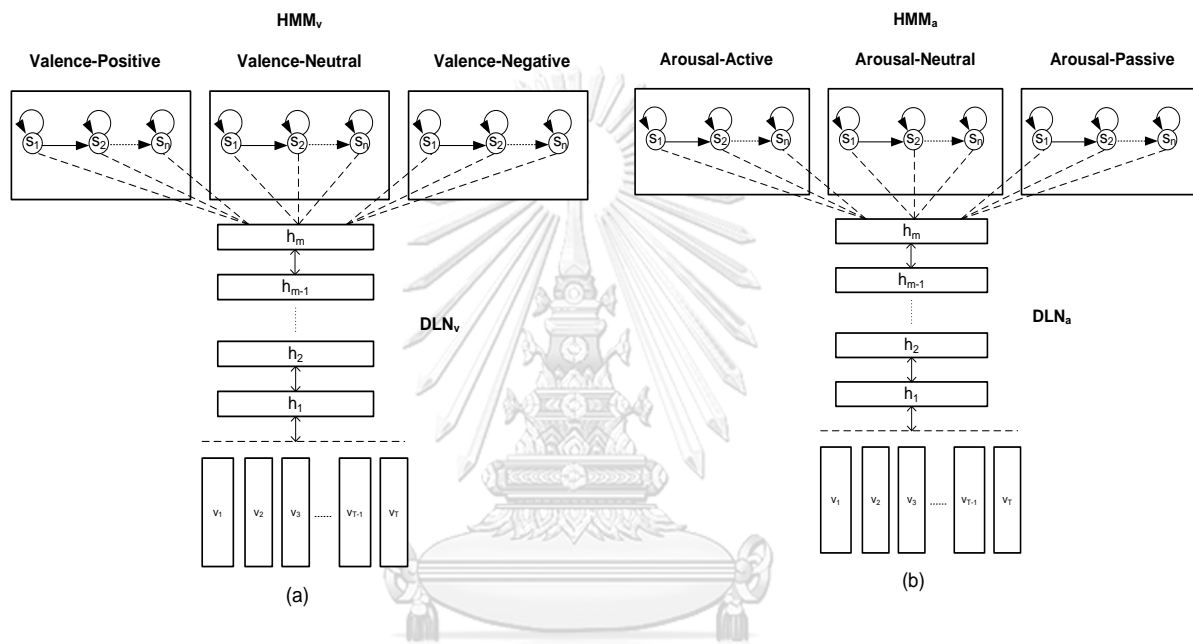 HMMv
Valence-Positive Valence-Neutral Valence-Negative
S1 S2 Sn S1 S2 Sn S1 S2 Sn
hm
hm-1
DLNv
h2
h1
v1 v2 v3 ...... vT-1 vT
(a)
HMMa
Arousal-Active Arousal-Neutral Arousal-Passive
S1 S2 Sn S1 S2 Sn S1 S2 Sn
hm
hm-1
DLNa
h2
h1
v1 v2 v3 ...... vT-1 vT
(b)